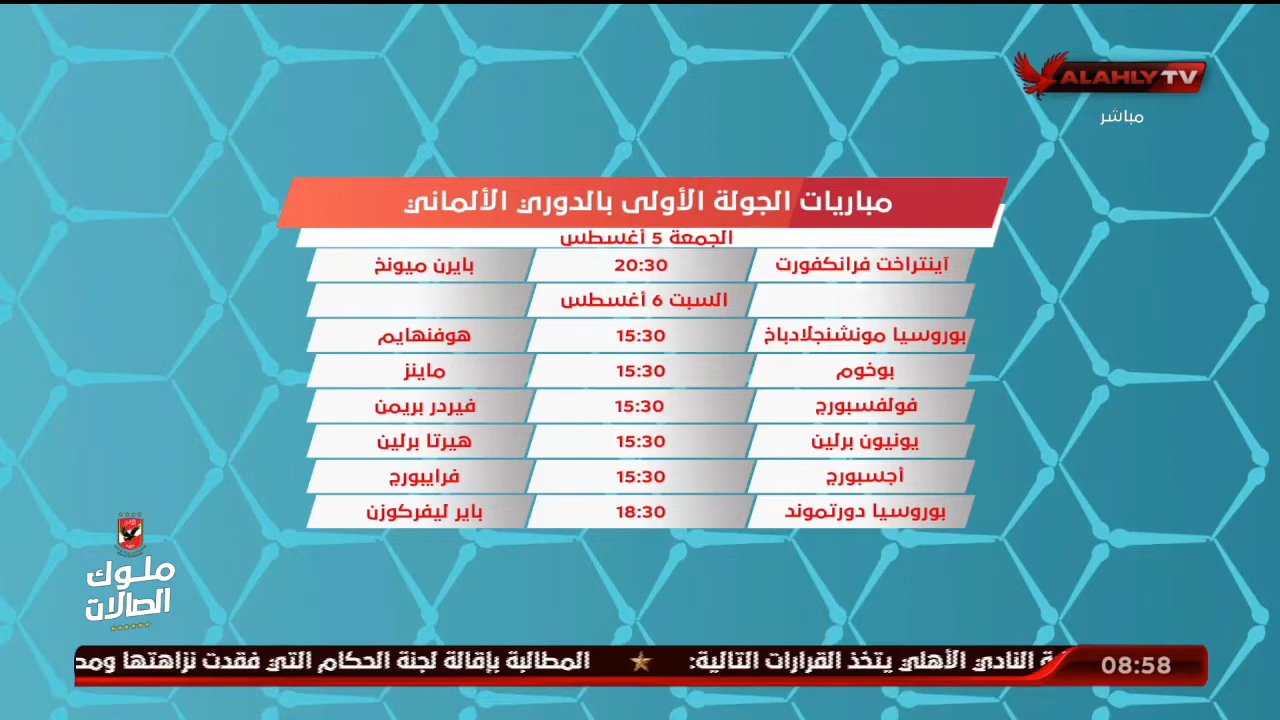 ALAHLY TV
مباشر
مباريات الجولة الأولى بالدوري الألماني
الجمعة 5 أغسطس
آينتراخت فرانكفورت 20:30 بايرن ميونخ
السبت 6 أغسطس
بوروسيا مونشنجلادباخ 15:30 هوفنهايم
بوخوم 15:30 ماينز
فولفسبورج 15:30 فيردر بريمن
يونيون برلين 15:30 هيرتا برلين
أجسبورج 15:30 فرايبورج
بوروسيا دورتموند 18:30 باير ليفركوزن
ملوك
الصالات
08:58 النادي الأهلي يتخذ القرارات التالية: المطالبة بإقالة لجنة الحكام التي فقدت نزاهتها